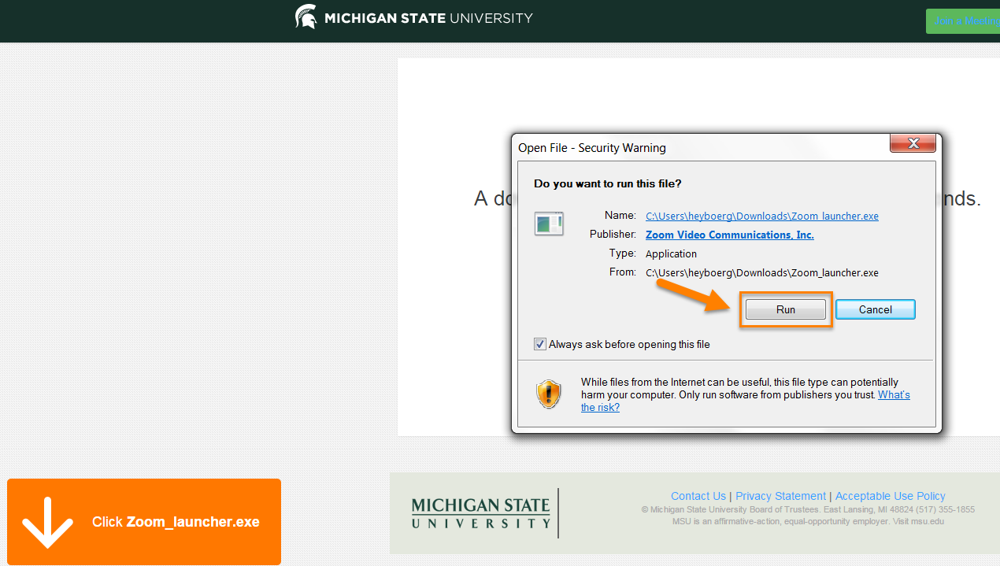 MICHIGAN STATE UNIVERSITY
Join a Meeting
Open File - Security Warning
Do you want to run this file?
A do
nds.
Name: C:\Users\heyboerg\Downloads\Zoom_launcher.exe
Publisher: Zoom Video Communications, Inc.
Type: Application
From: C:\Users\heyboerg\Downloads\Zoom_launcher.exe
Run Cancel
Always ask before opening this file
While files from the Internet can be useful, this file type can potentially
harm your computer. Only run software from publishers you trust. What's
the risk?
Click Zoom_launcher.exe
MICHIGAN STATE
UNIVERSITY
Contact Us | Privacy Statement | Acceptable Use Policy
© Michigan State University Board of Trustees. East Lansing, MI 48824 (517) 355-1855
MSU is an affirmative-action, equal-opportunity employer. Visit msu.edu